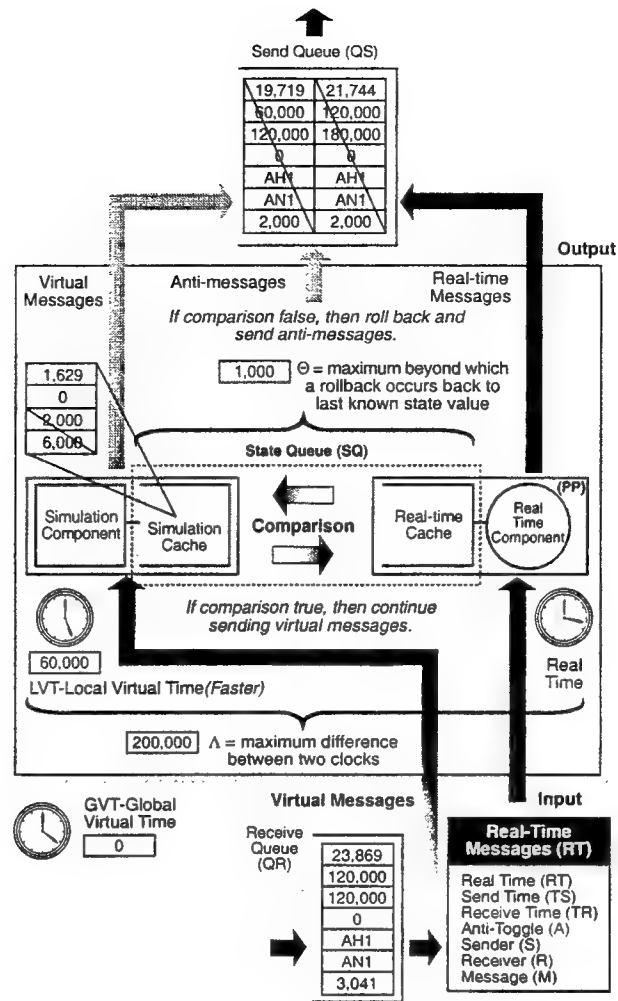 Send Queue (QS)
19,719 21,744
60,000 120,000
120,000 180,000
0 0
AH1 AH1
AN1 AN1
2,000 2,000
Output
Virtual Messages
Anti-messages
Real-time Messages
If comparison false, then roll back and
send anti-messages.
1,000 Θ = maximum beyond which
a rollback occurs back to
last known state value
1,629
0
2,000
6,000
State Queue (SQ)
Simulation Component
Simulation Cache
Comparison
Real-time Cache
Real Time Component
(PP)
If comparison true, then continue
sending virtual messages.
60,000
LVT-Local Virtual Time (Faster)
Real Time
200,000 Λ = maximum difference
between two clocks
GVT-Global
Virtual Time
0
Virtual Messages
Receive
Queue
(QR)
23,869
120,000
120,000
0
AH1
AN1
3,041
Input
Real-Time
Messages (RT)
Real Time (RT)
Send Time (TS)
Receive Time (TR)
Anti-Toggle (A)
Sender (S)
Receiver (R)
Message (M)